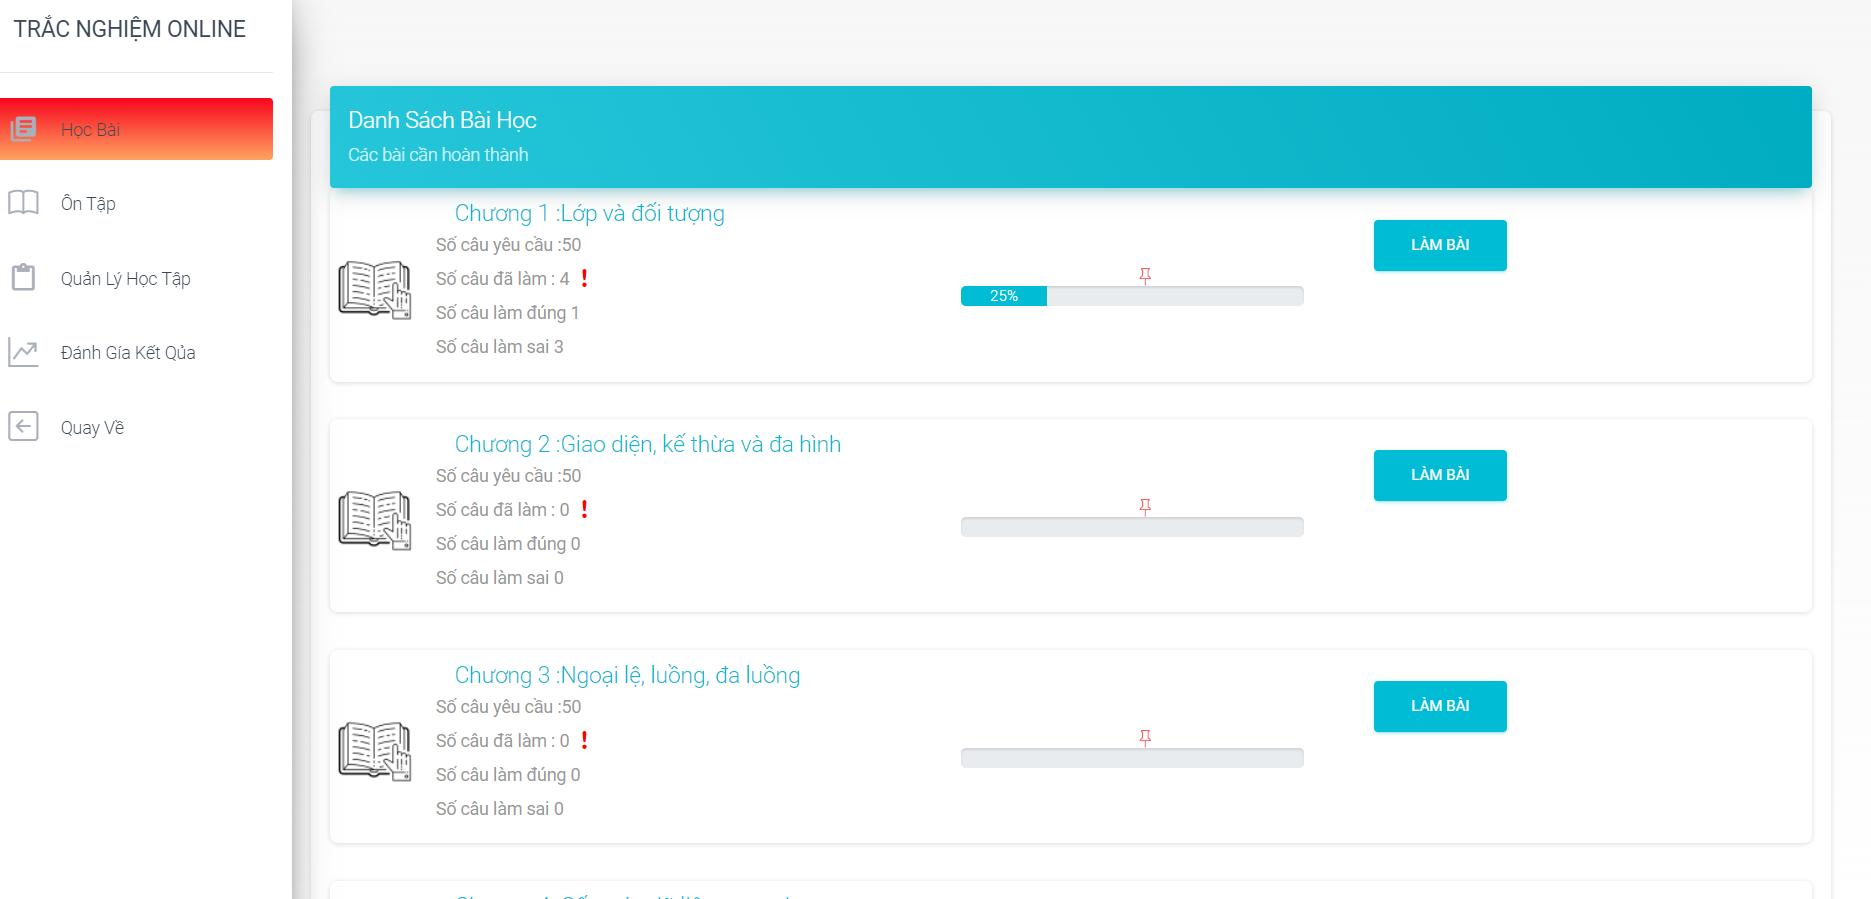 TRẮC NGHIỆM ONLINE
Học Bài
Ôn Tập
Quản Lý Học Tập
Đánh Gía Kết Qủa
Quay Về
Danh Sách Bài Học
Các bài cần hoàn thành
Chương 1 :Lớp và đối tượng
Số câu yêu cầu :50
Số câu đã làm : 4 !
Số câu làm đúng 1
Số câu làm sai 3
25%
LÀM BÀI
Chương 2 :Giao diện, kế thừa và đa hình
Số câu yêu cầu :50
Số câu đã làm : 0 !
Số câu làm đúng 0
Số câu làm sai 0
LÀM BÀI
Chương 3 :Ngoại lệ, luồng, đa luồng
Số câu yêu cầu :50
Số câu đã làm : 0 !
Số câu làm đúng 0
Số câu làm sai 0
LÀM BÀI